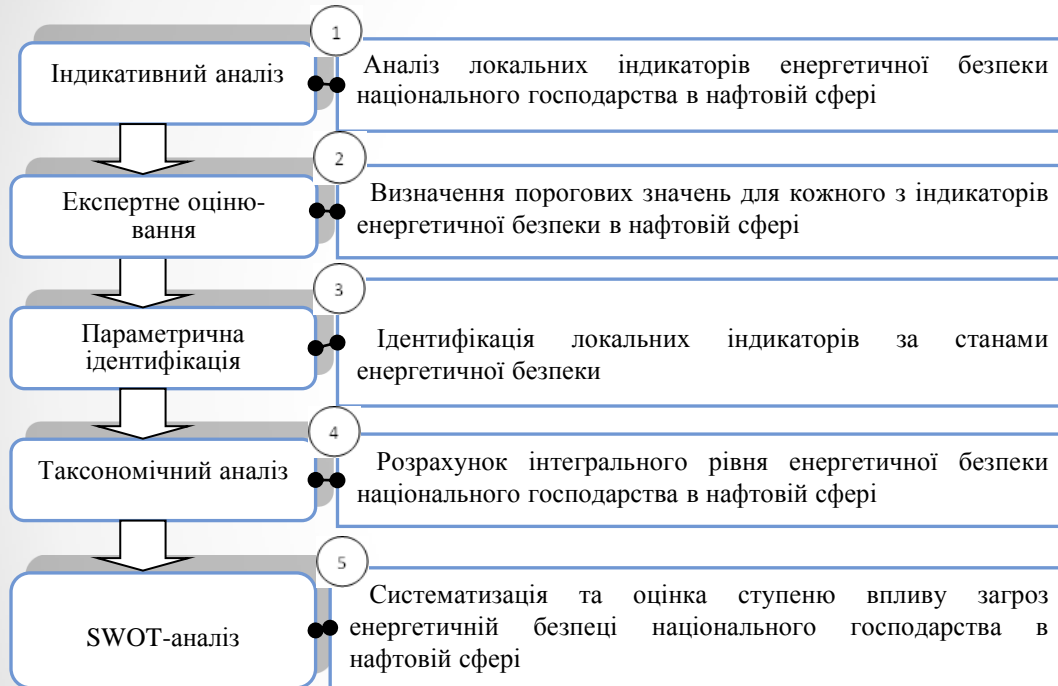 1
Індикативний аналіз
Аналіз локальних індикаторів енергетичної безпеки
національного господарства в нафтовій сфері
2
Експертне оціню-
вання
Визначення порогових значень для кожного з індикаторів
енергетичної безпеки в нафтовій сфері
3
Параметрична
ідентифікація
Ідентифікація локальних індикаторів за станами
енергетичної безпеки
4
Таксономічний аналіз
Розрахунок інтегрального рівня енергетичної безпеки
національного господарства в нафтовій сфері
5
SWOT-аналіз
Систематизація та оцінка ступеню впливу загроз
енергетичній безпеці національного господарства в
нафтовій сфері